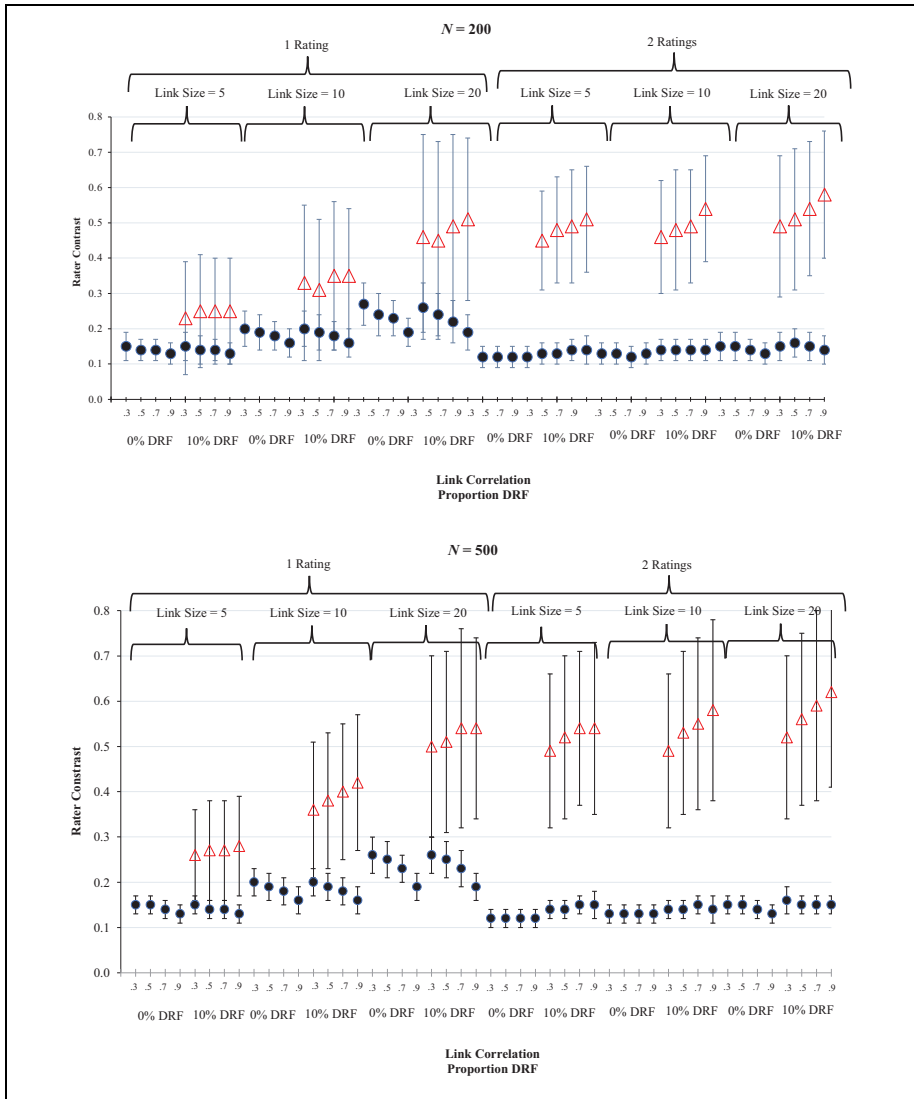 N = 200
1 Rating
2 Ratings
Link Size = 5
Link Size = 10
Link Size = 20
Link Size = 5
Link Size = 10
Link Size = 20
Rater Contrast
0.8
0.7
0.6
0.5
0.4
0.3
0.2
0.1
0.0
.3 .5 .7 .9 .3 .5 .7 .9 .3 .5 .7 .9 .3 .5 .7 .9 .3 .5 .7 .9 .3 .5 .7 .9 .3 .5 .7 .9 .3 .5 .7 .9 .3 .5 .7 .9 .3 .5 .7 .9 .3 .5 .7 .9 .3 .5 .7 .9
0% DRF 10% DRF 0% DRF 10% DRF 0% DRF 10% DRF 0% DRF 10% DRF 0% DRF 10% DRF 0% DRF 10% DRF
Link Correlation
Proportion DRF
N = 500
1 Rating
2 Ratings
Link Size = 5
Link Size = 10
Link Size = 20
Link Size = 5
Link Size = 10
Link Size = 20
Rater Constrast
0.8
0.7
0.6
0.5
0.4
0.3
0.2
0.1
0.0
.3 .5 .7 .9 .3 .5 .7 .9 .3 .5 .7 .9 .3 .5 .7 .9 .3 .5 .7 .9 .3 .5 .7 .9 .3 .5 .7 .9 .3 .5 .7 .9 .3 .5 .7 .9 .3 .5 .7 .9 .3 .5 .7 .9 .3 .5 .7 .9
0% DRF 10% DRF 0% DRF 10% DRF 0% DRF 10% DRF 0% DRF 10% DRF 0% DRF 10% DRF 0% DRF 10% DRF
Link Correlation
Proportion DRF